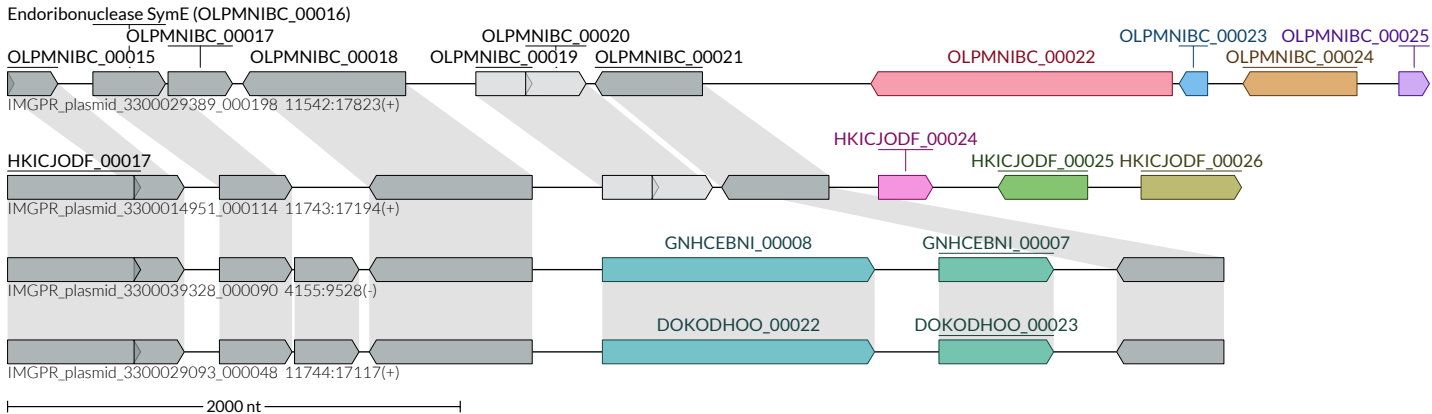 Endoribonuclease SymE (OLPMNIBC_00016)
OLPMNIBC_00017 OLPMNIBC_00020 OLPMNIBC_00023 OLPMNIBC_00025
OLPMNIBC_00015 OLPMNIBC_00018 OLPMNIBC_00019 OLPMNIBC_00021 OLPMNIBC_00022 OLPMNIBC_00024
IMGPR_plasmid_3300029389_000198 11542:17823(+)
HKICJODF_00024
HKICJODF_00017 HKICJODF_00025 HKICJODF_00026
IMGPR_plasmid_3300014951_000114 11743:17194(+)
GNHCEBNI_00008 GNHCEBNI_00007
IMGPR_plasmid_3300039328_000090 4155:9528(-)
DOKODHOO_00022 DOKODHOO_00023
IMGPR_plasmid_3300029093_000048 11744:17117(+)
2000 nt